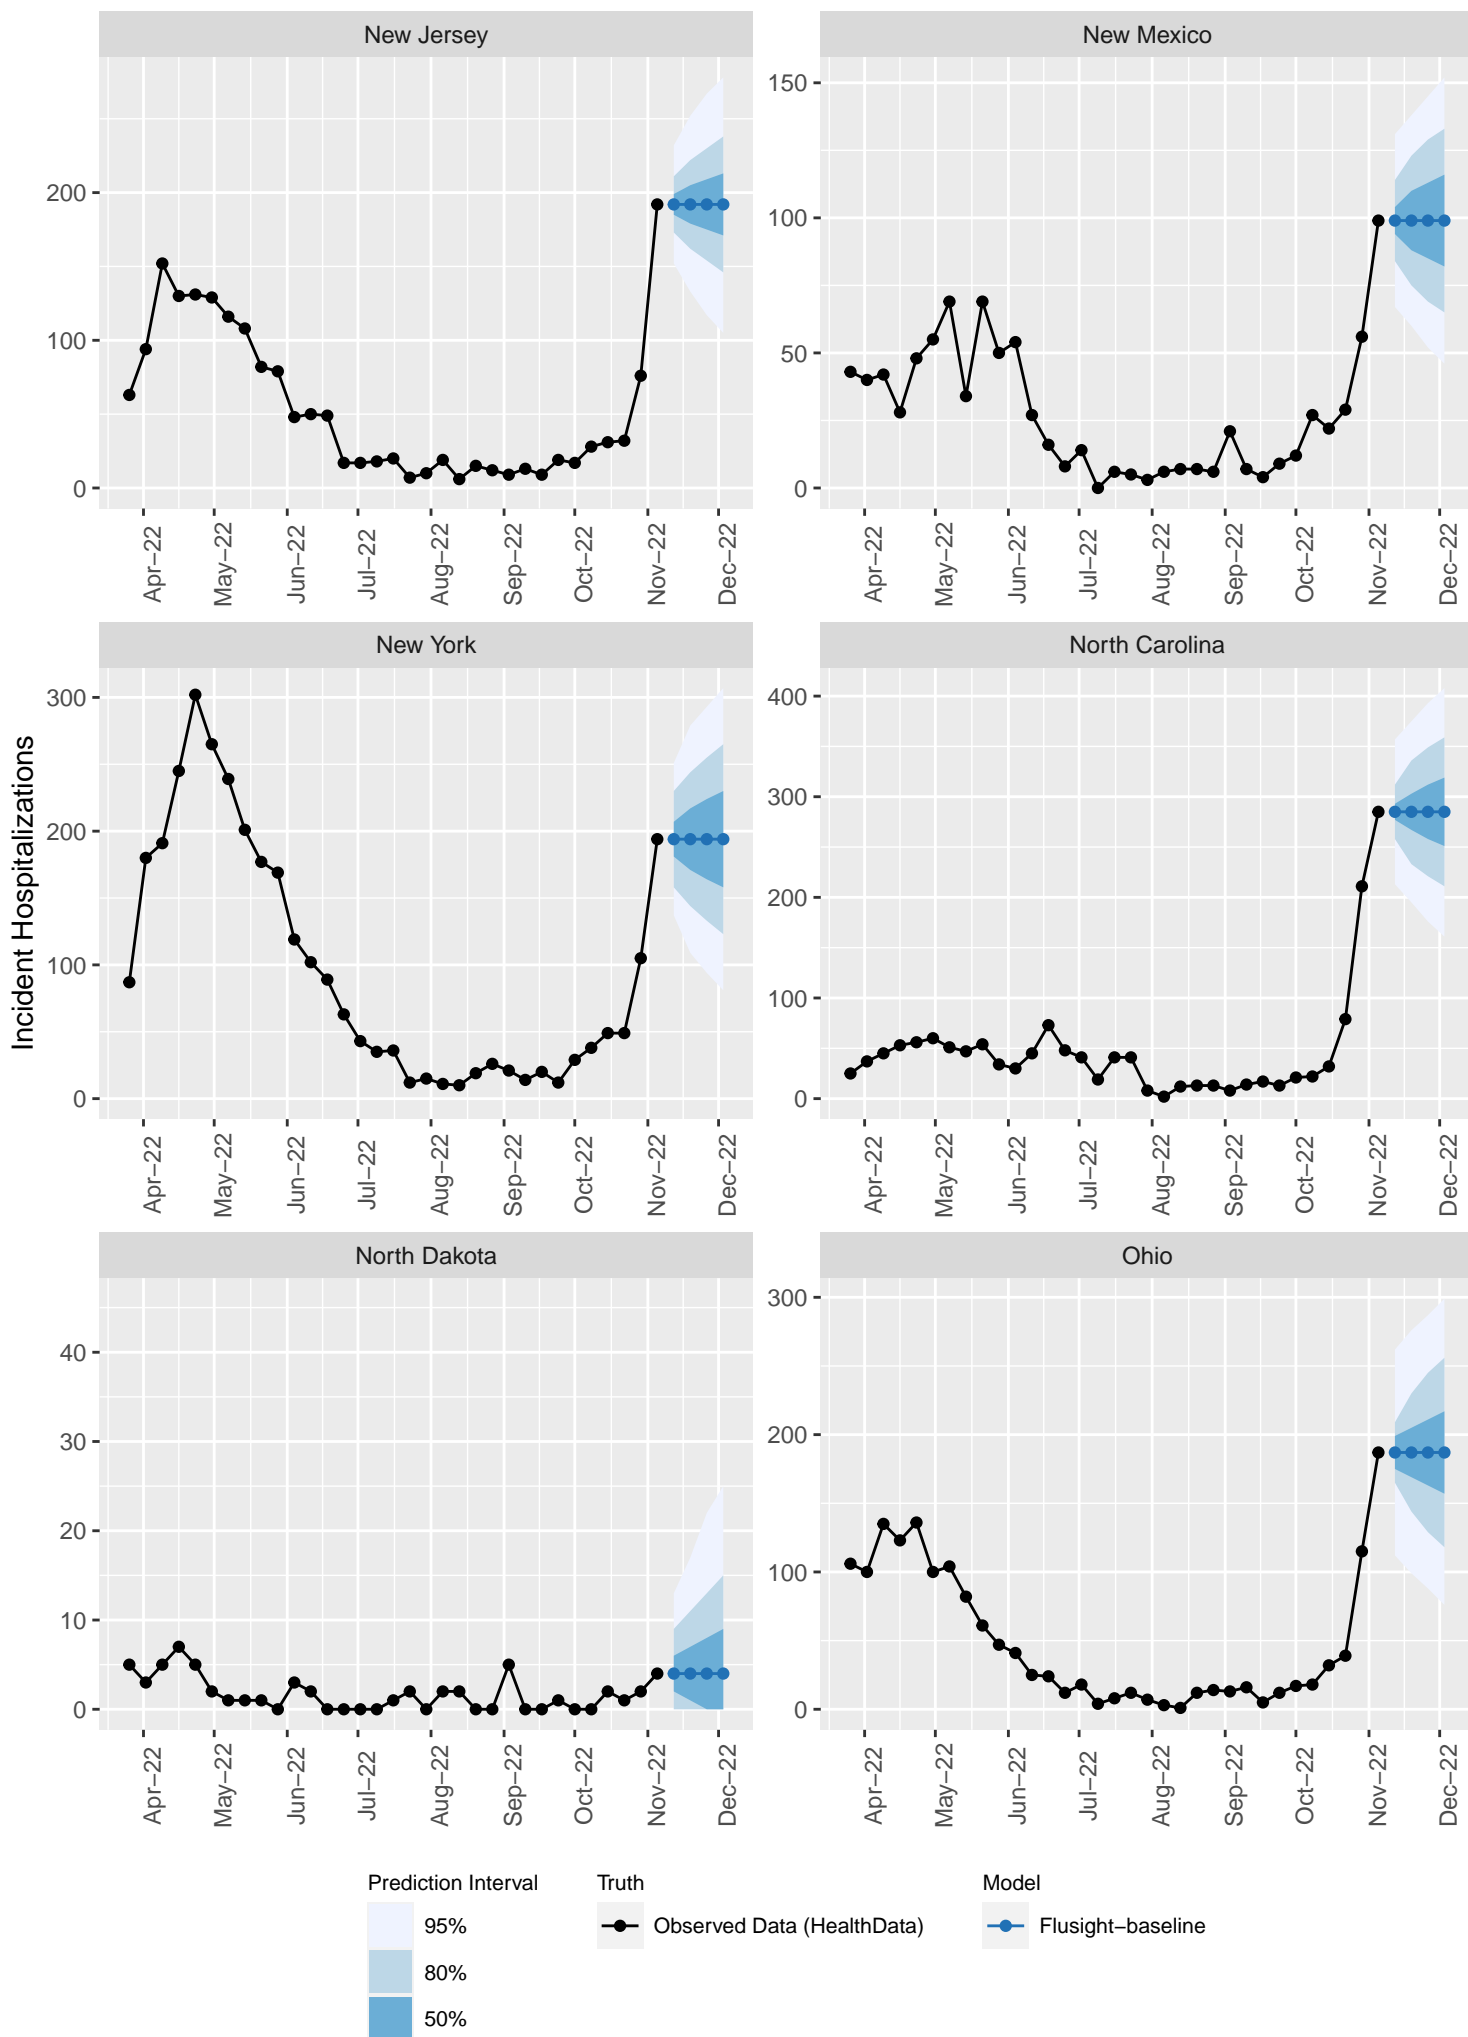 New Jersey
New Mexico
200
100
0
150
100
50
0
Apr−22 May−22 Jun−22 Jul−22 Aug−22 Sep−22 Oct−22 Nov−22 Dec−22
Apr−22 May−22 Jun−22 Jul−22 Aug−22 Sep−22 Oct−22 Nov−22 Dec−22
New York
North Carolina
Incident Hospitalizations
300
200
100
0
400
300
200
100
0
Apr−22 May−22 Jun−22 Jul−22 Aug−22 Sep−22 Oct−22 Nov−22 Dec−22
Apr−22 May−22 Jun−22 Jul−22 Aug−22 Sep−22 Oct−22 Nov−22 Dec−22
North Dakota
Ohio
40
30
20
10
0
300
200
100
0
Apr−22 May−22 Jun−22 Jul−22 Aug−22 Sep−22 Oct−22 Nov−22 Dec−22
Apr−22 May−22 Jun−22 Jul−22 Aug−22 Sep−22 Oct−22 Nov−22 Dec−22
Prediction Interval
95%
80%
50%
Truth
Observed Data (HealthData)
Model
Flusight−baseline